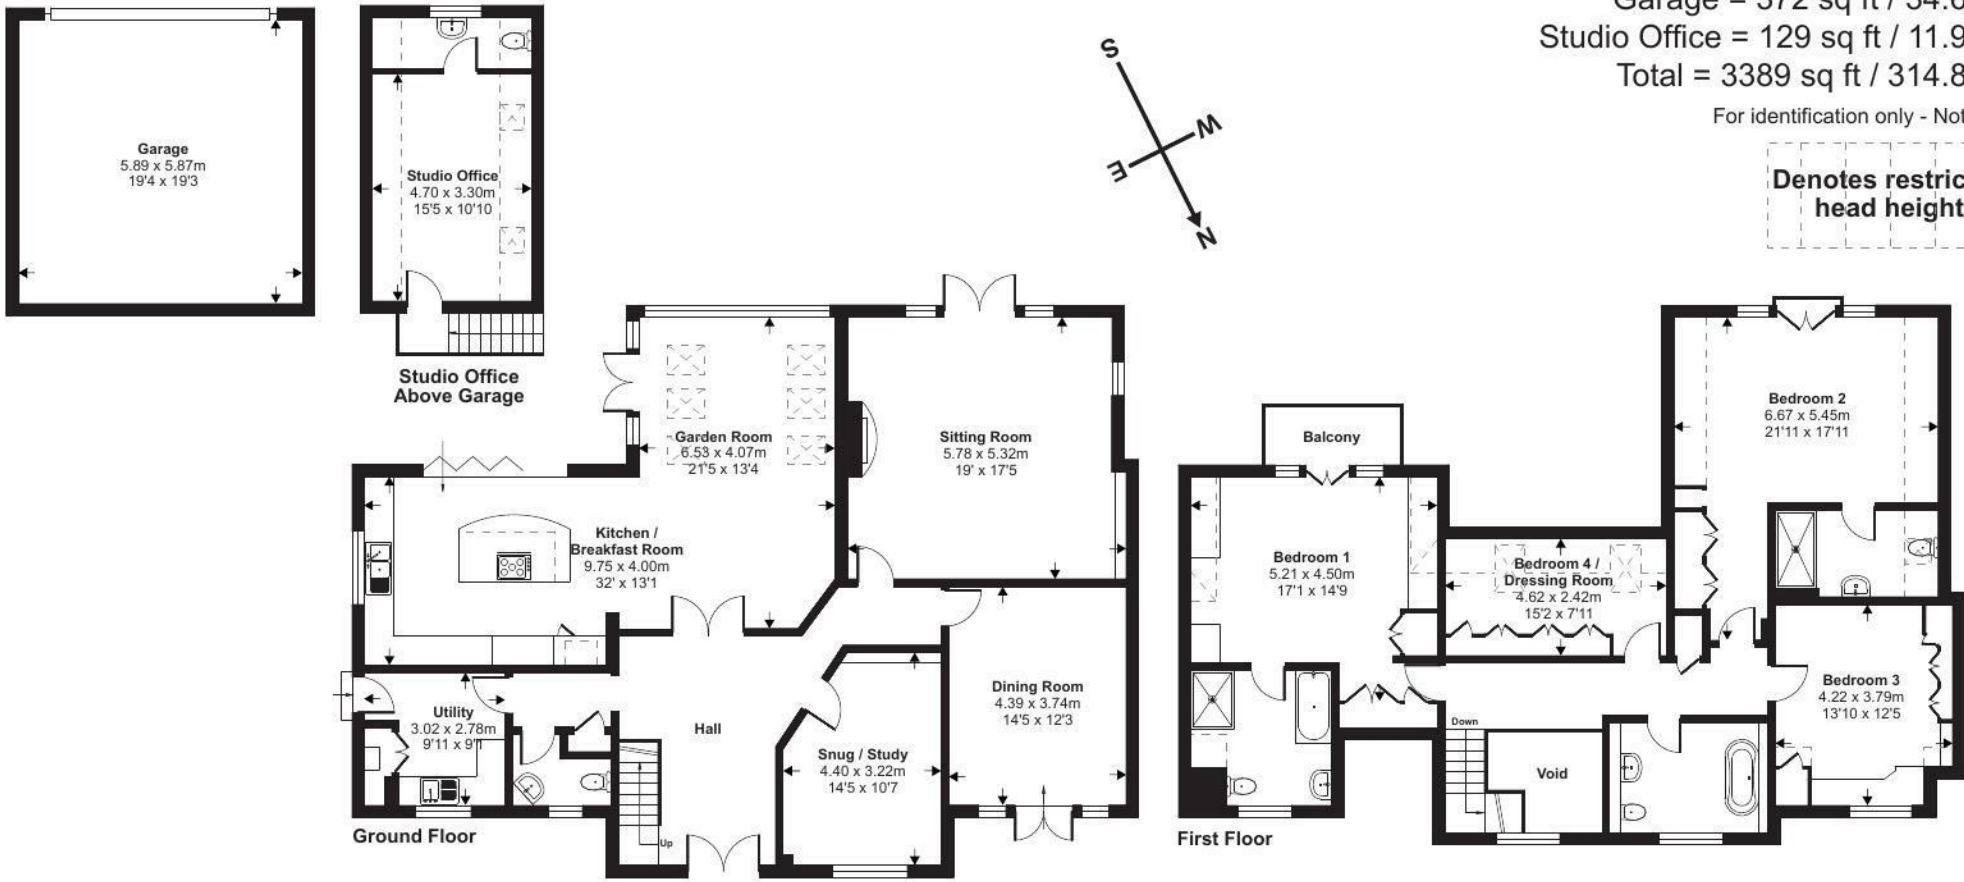 Garage = 372 sq ft / 34.6
Studio Office = 129 sq ft / 11.9
Total = 3389 sq ft / 314.8
For identification only - Not
Denotes restric
head height
S
W
E
N
Garage
5.89 x 5.87m
19'4 x 19'3
Studio Office
4.70 x 3.30m
15'5 x 10'10
Studio Office
Above Garage
Garden Room
6.53 x 4.07m
21'5 x 13'4
Sitting Room
5.78 x 5.32m
19' x 17'5
Kitchen /
Breakfast Room
9.75 x 4.00m
32' x 13'1
Utility
3.02 x 2.78m
9'11 x 9'1
Hall
Snug / Study
4.40 x 3.22m
14'5 x 10'7
Dining Room
4.39 x 3.74m
14'5 x 12'3
Up
Ground Floor
Balcony
Bedroom 1
5.21 x 4.50m
17'1 x 14'9
Bedroom 2
6.67 x 5.45m
21'11 x 17'11
Bedroom 4 /
Dressing Room
4.62 x 2.42m
15'2 x 7'11
Bedroom 3
4.22 x 3.79m
13'10 x 12'5
Down
Void
First Floor